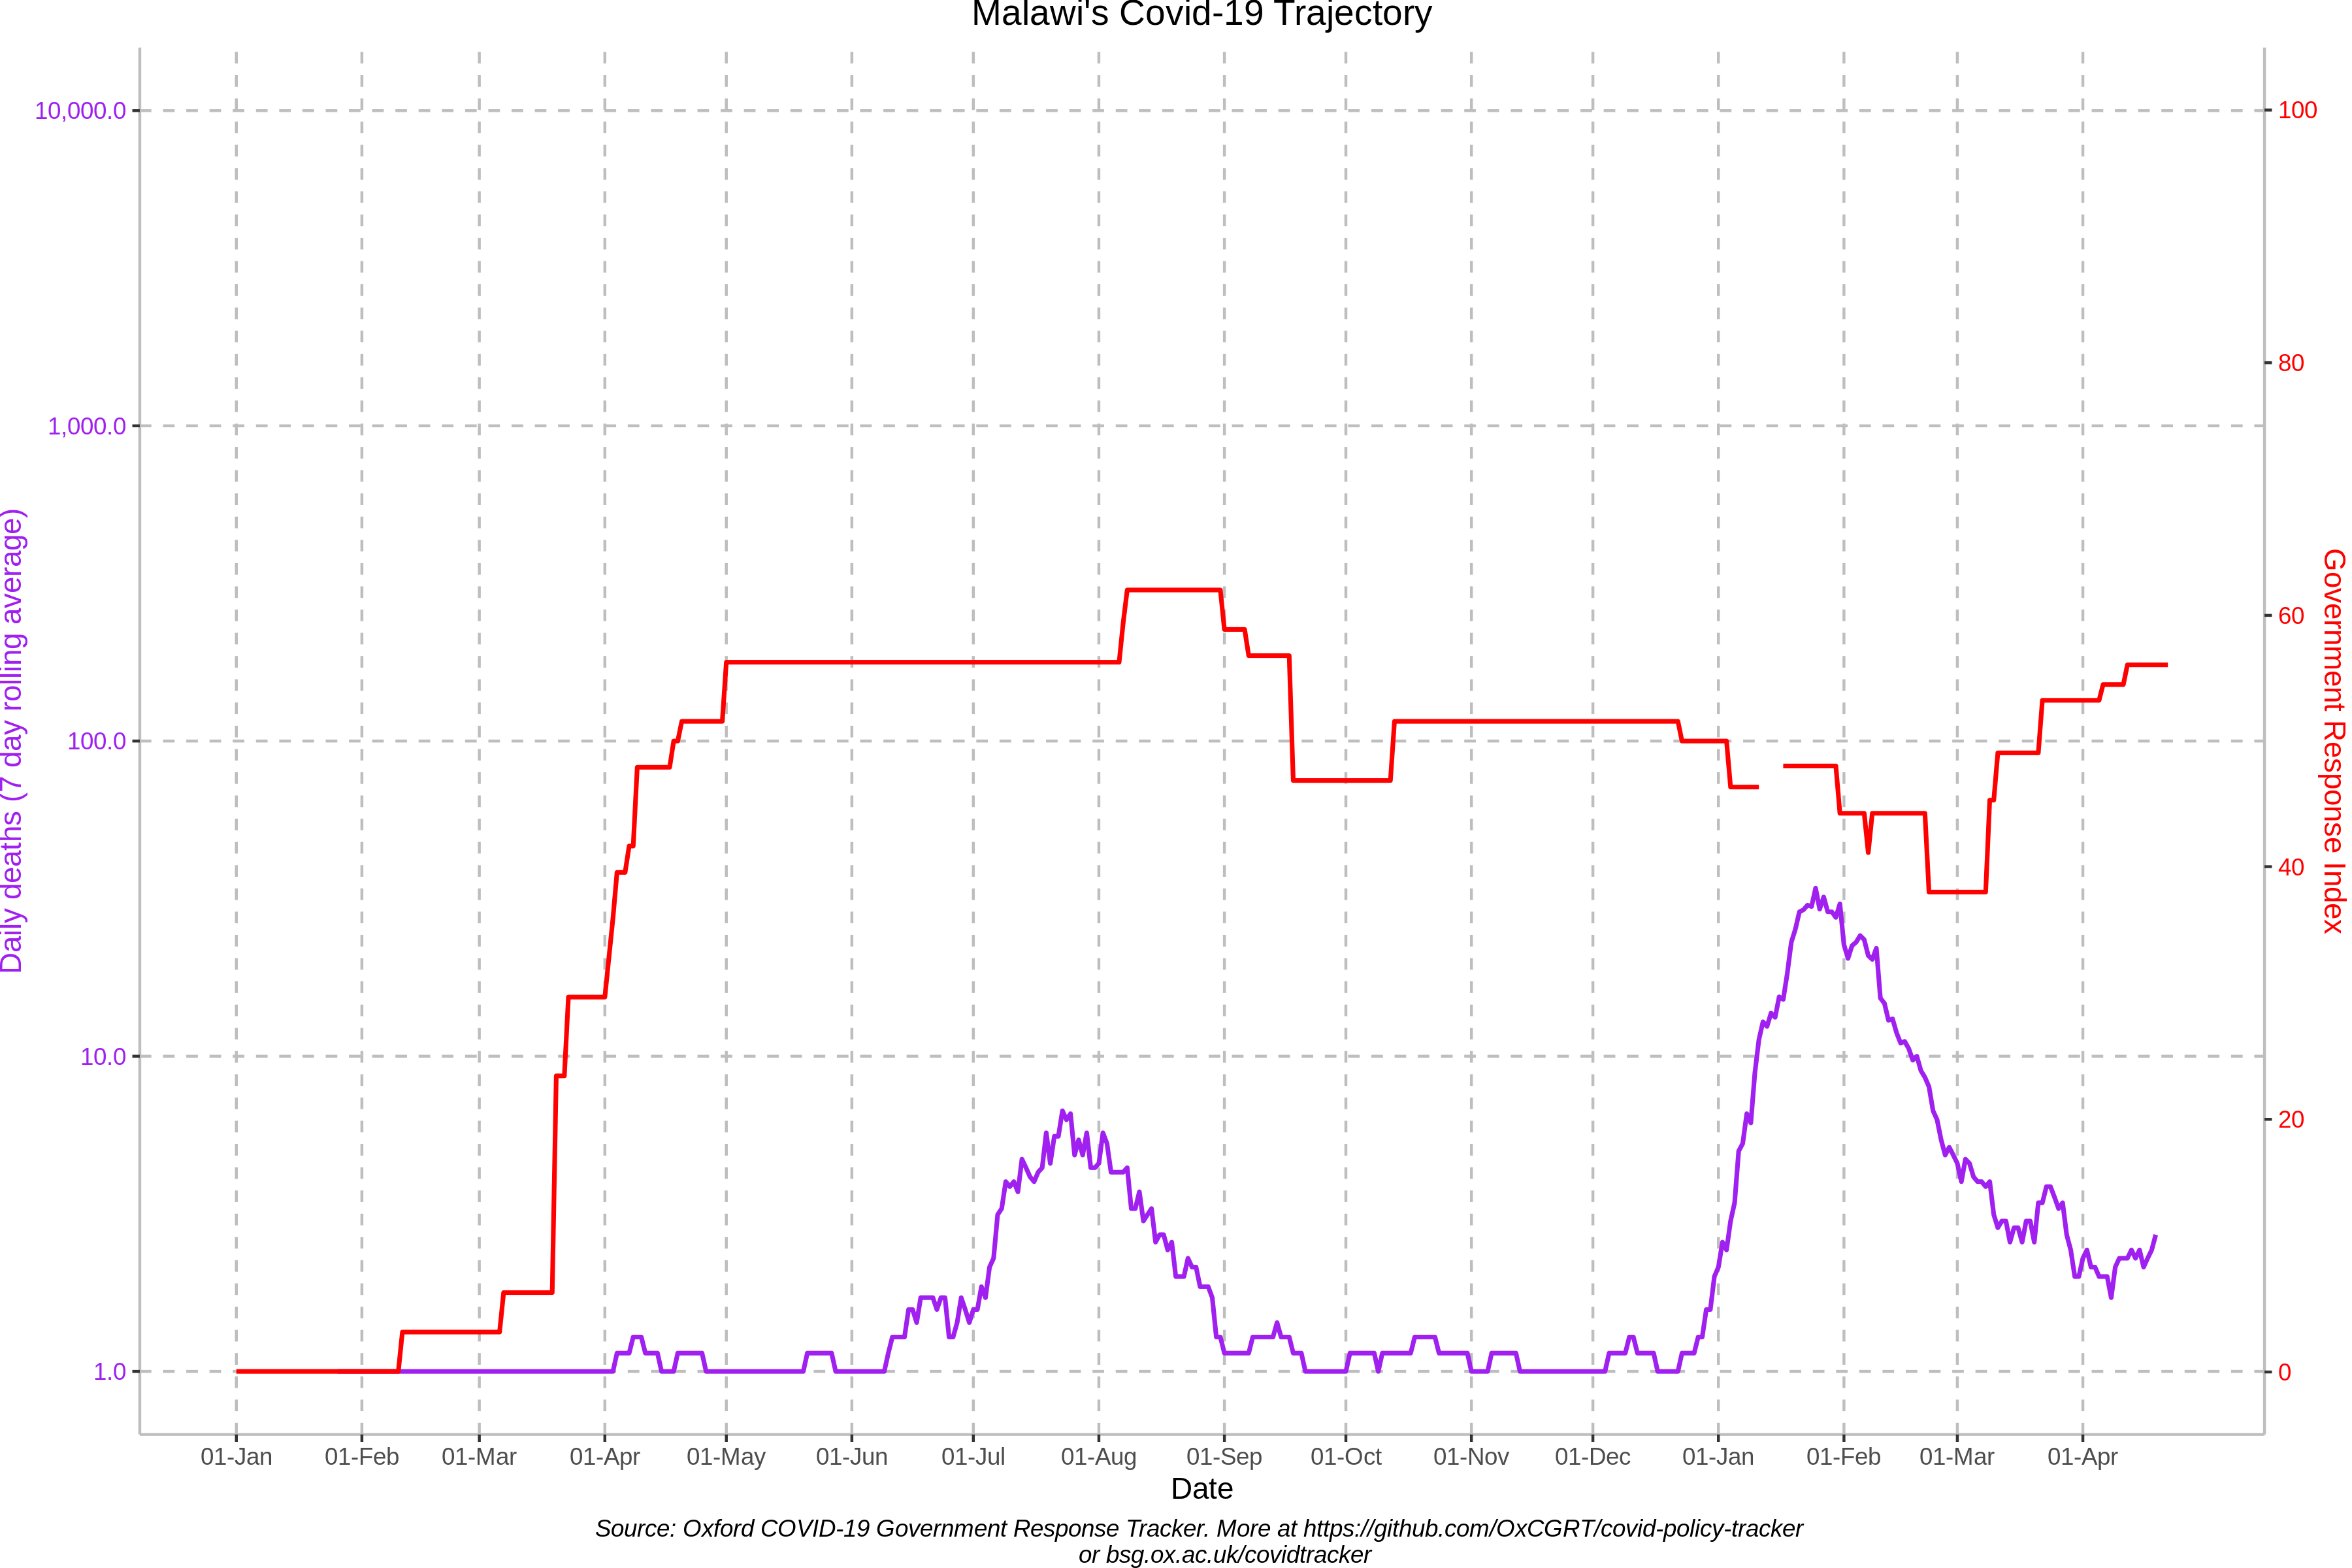 Malawi's Covid-19 Trajectory
10,000.0
1,000.0
100.0
10.0
1.0
Daily deaths (7 day rolling average)
100
80
60
40
20
0
Government Response Index
01-Jan 01-Feb 01-Mar 01-Apr 01-May 01-Jun 01-Jul 01-Aug 01-Sep 01-Oct 01-Nov 01-Dec 01-Jan 01-Feb 01-Mar 01-Apr
Date
Source: Oxford COVID-19 Government Response Tracker. More at https://github.com/OxCGRT/covid-policy-tracker
or bsg.ox.ac.uk/covidtracker